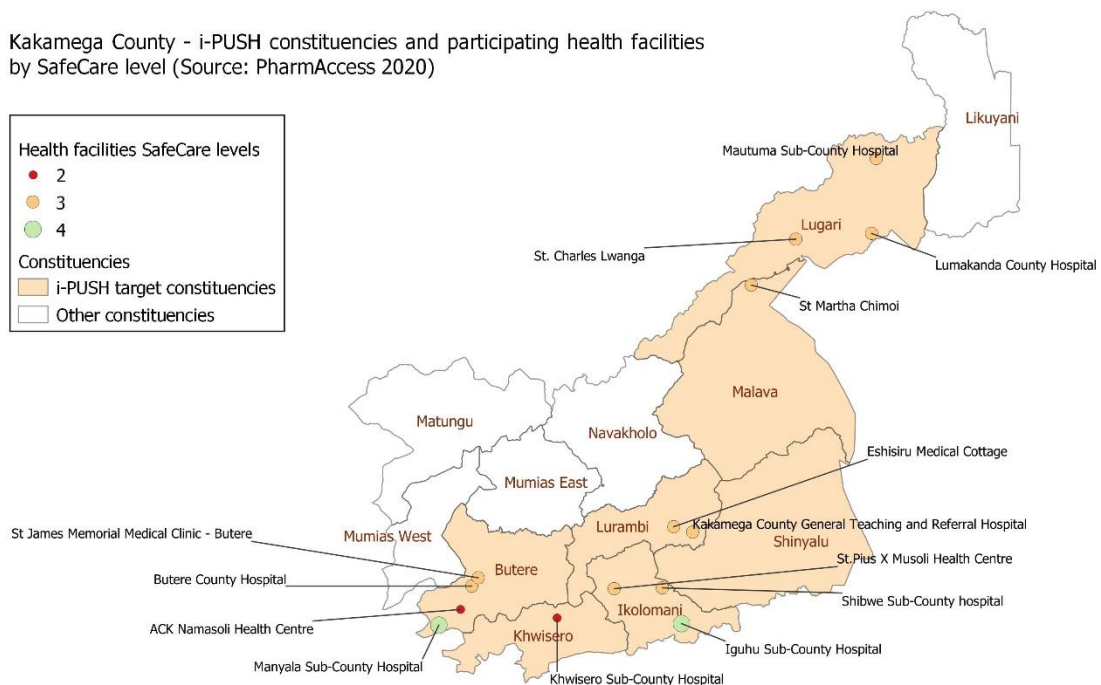 Kakamega County - i-PUSH constituencies and participating health facilities
by SafeCare level (Source: PharmAccess 2020)
Health facilities SafeCare levels
2
3
4
Constituencies
i-PUSH target constituencies
Other constituencies
Likuyani
Mautuma Sub-County Hospital
Lugari
St. Charles Lwanga
Lumakanda County Hospital
St Martha Chimoi
Malava
Matungu
Navakholo
Eshisiru Medical Cottage
Mumias East
Lurambi
Kakamega County General Teaching and Referral Hospital
St James Memorial Medical Clinic - Butere
Mumias West
Shinyalu
St.Pius X Musoli Health Centre
Butere
Butere County Hospital
Shibwe Sub-County hospital
Ikolomani
ACK Namasoli Health Centre
Khwisero
Iguhu Sub-County Hospital
Manyala Sub-County Hospital
Khwisero Sub-County Hospital